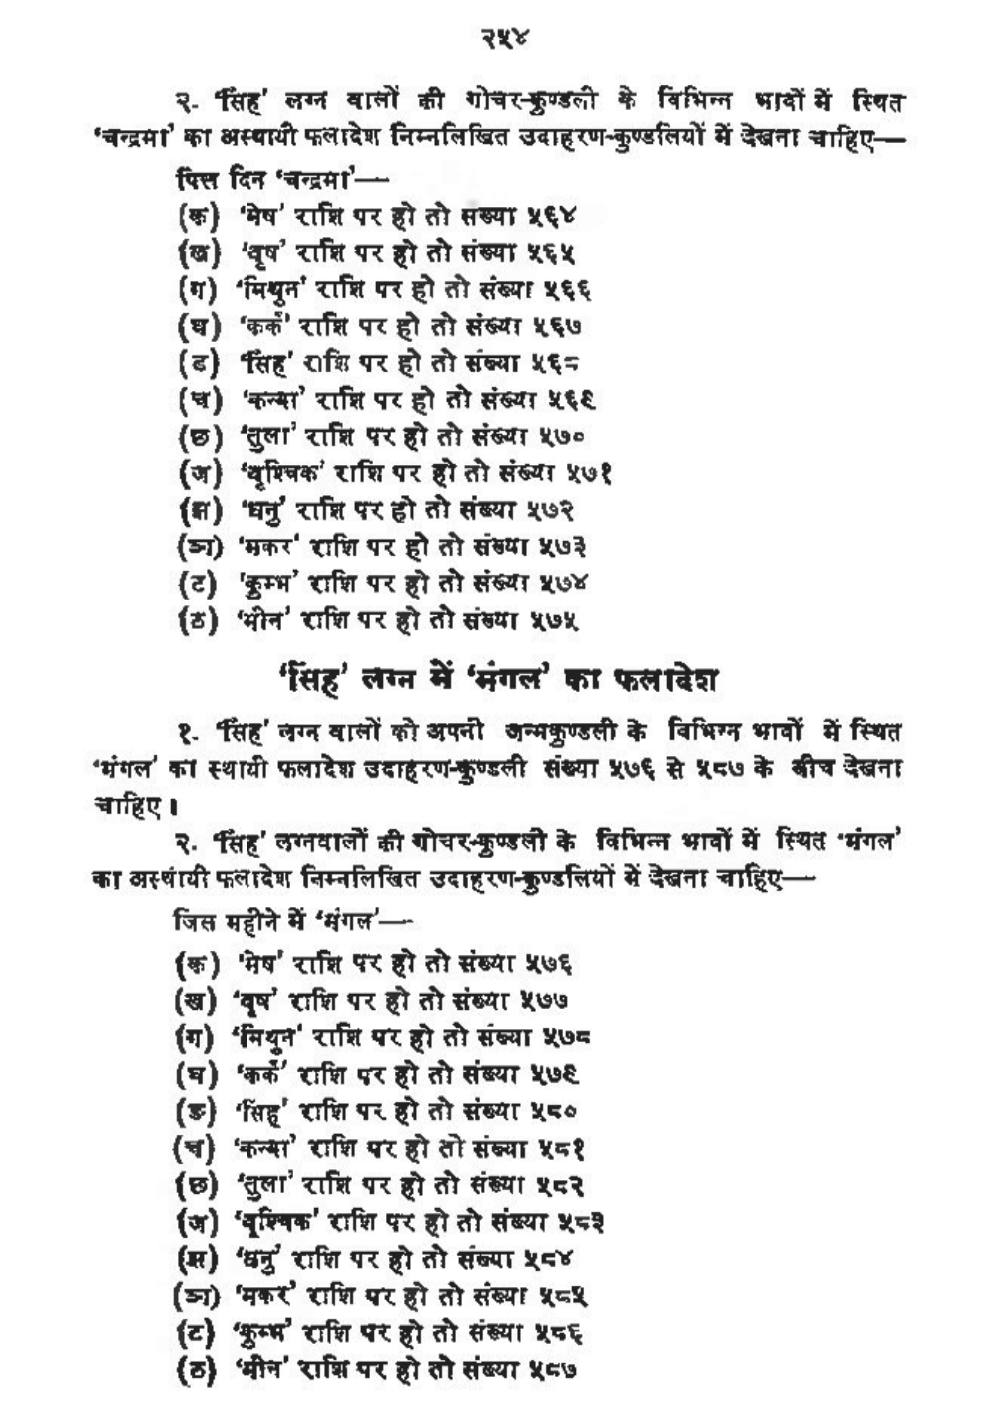 २५४
२. 'सिंह' लग्न वालों की गोचर-कुण्डली के विभिन्न भावों में स्थित
'चन्द्रमा' का अस्थायी फलादेश निम्नलिखित उदाहरण-कुण्डलियों में देखना चाहिए—
पिस दिन 'चन्द्रमा'—
(क) 'मेष' राशि पर हो तो संख्या ५६४
(ख) 'वृष' राशि पर हो तो संख्या ५६५
(ग) 'मिथुन' राशि पर हो तो संख्या ५६६
(घ) 'कर्क' राशि पर हो तो संख्या ५६७
(ङ) 'सिंह' राशि पर हो तो संख्या ५६८
(च) 'कन्या' राशि पर हो तो संख्या ५६९
(छ) 'तुला' राशि पर हो तो संख्या ५७०
(ज) 'वृश्चिक' राशि पर हो तो संख्या ५७१
(झ) 'धनु' राशि पर हो तो संख्या ५७२
(ञ) 'मकर' राशि पर हो तो संख्या ५७३
(ट) 'कुम्भ' राशि पर हो तो संख्या ५७४
(ठ) 'मीन' राशि पर हो तो संख्या ५७५
'सिंह' लग्न में 'मंगल' का फलादेश
१. 'सिंह' लग्न वालों को अपनी जन्मकुण्डली के विभिन्न भावों में स्थित
'मंगल' का स्थायी फलादेश उदाहरण-कुण्डली संख्या ५७६ से ५८७ के बीच देखना
चाहिए।
२. 'सिंह' लग्नवालों की गोचर-कुण्डली के विभिन्न भावों में स्थित 'मंगल'
का अस्थायी फलादेश निम्नलिखित उदाहरण-कुण्डलियों में देखना चाहिए—
जिस महीने में 'मंगल'—
(क) 'मेष' राशि पर हो तो संख्या ५७६
(ख) 'वृष' राशि पर हो तो संख्या ५७७
(ग) 'मिथुन' राशि पर हो तो संख्या ५७८
(घ) 'कर्क' राशि पर हो तो संख्या ५७९
(ङ) 'सिंह' राशि पर हो तो संख्या ५८०
(च) 'कन्या' राशि पर हो तो संख्या ५८१
(छ) 'तुला' राशि पर हो तो संख्या ५८२
(ज) 'वृश्चिक' राशि पर हो तो संख्या ५८३
(झ) 'धनु' राशि पर हो तो संख्या ५८४
(ञ) 'मकर' राशि पर हो तो संख्या ५८५
(ट) 'कुम्भ' राशि पर हो तो संख्या ५८६
(ठ) 'मीन' राशि पर हो तो संख्या ५८७